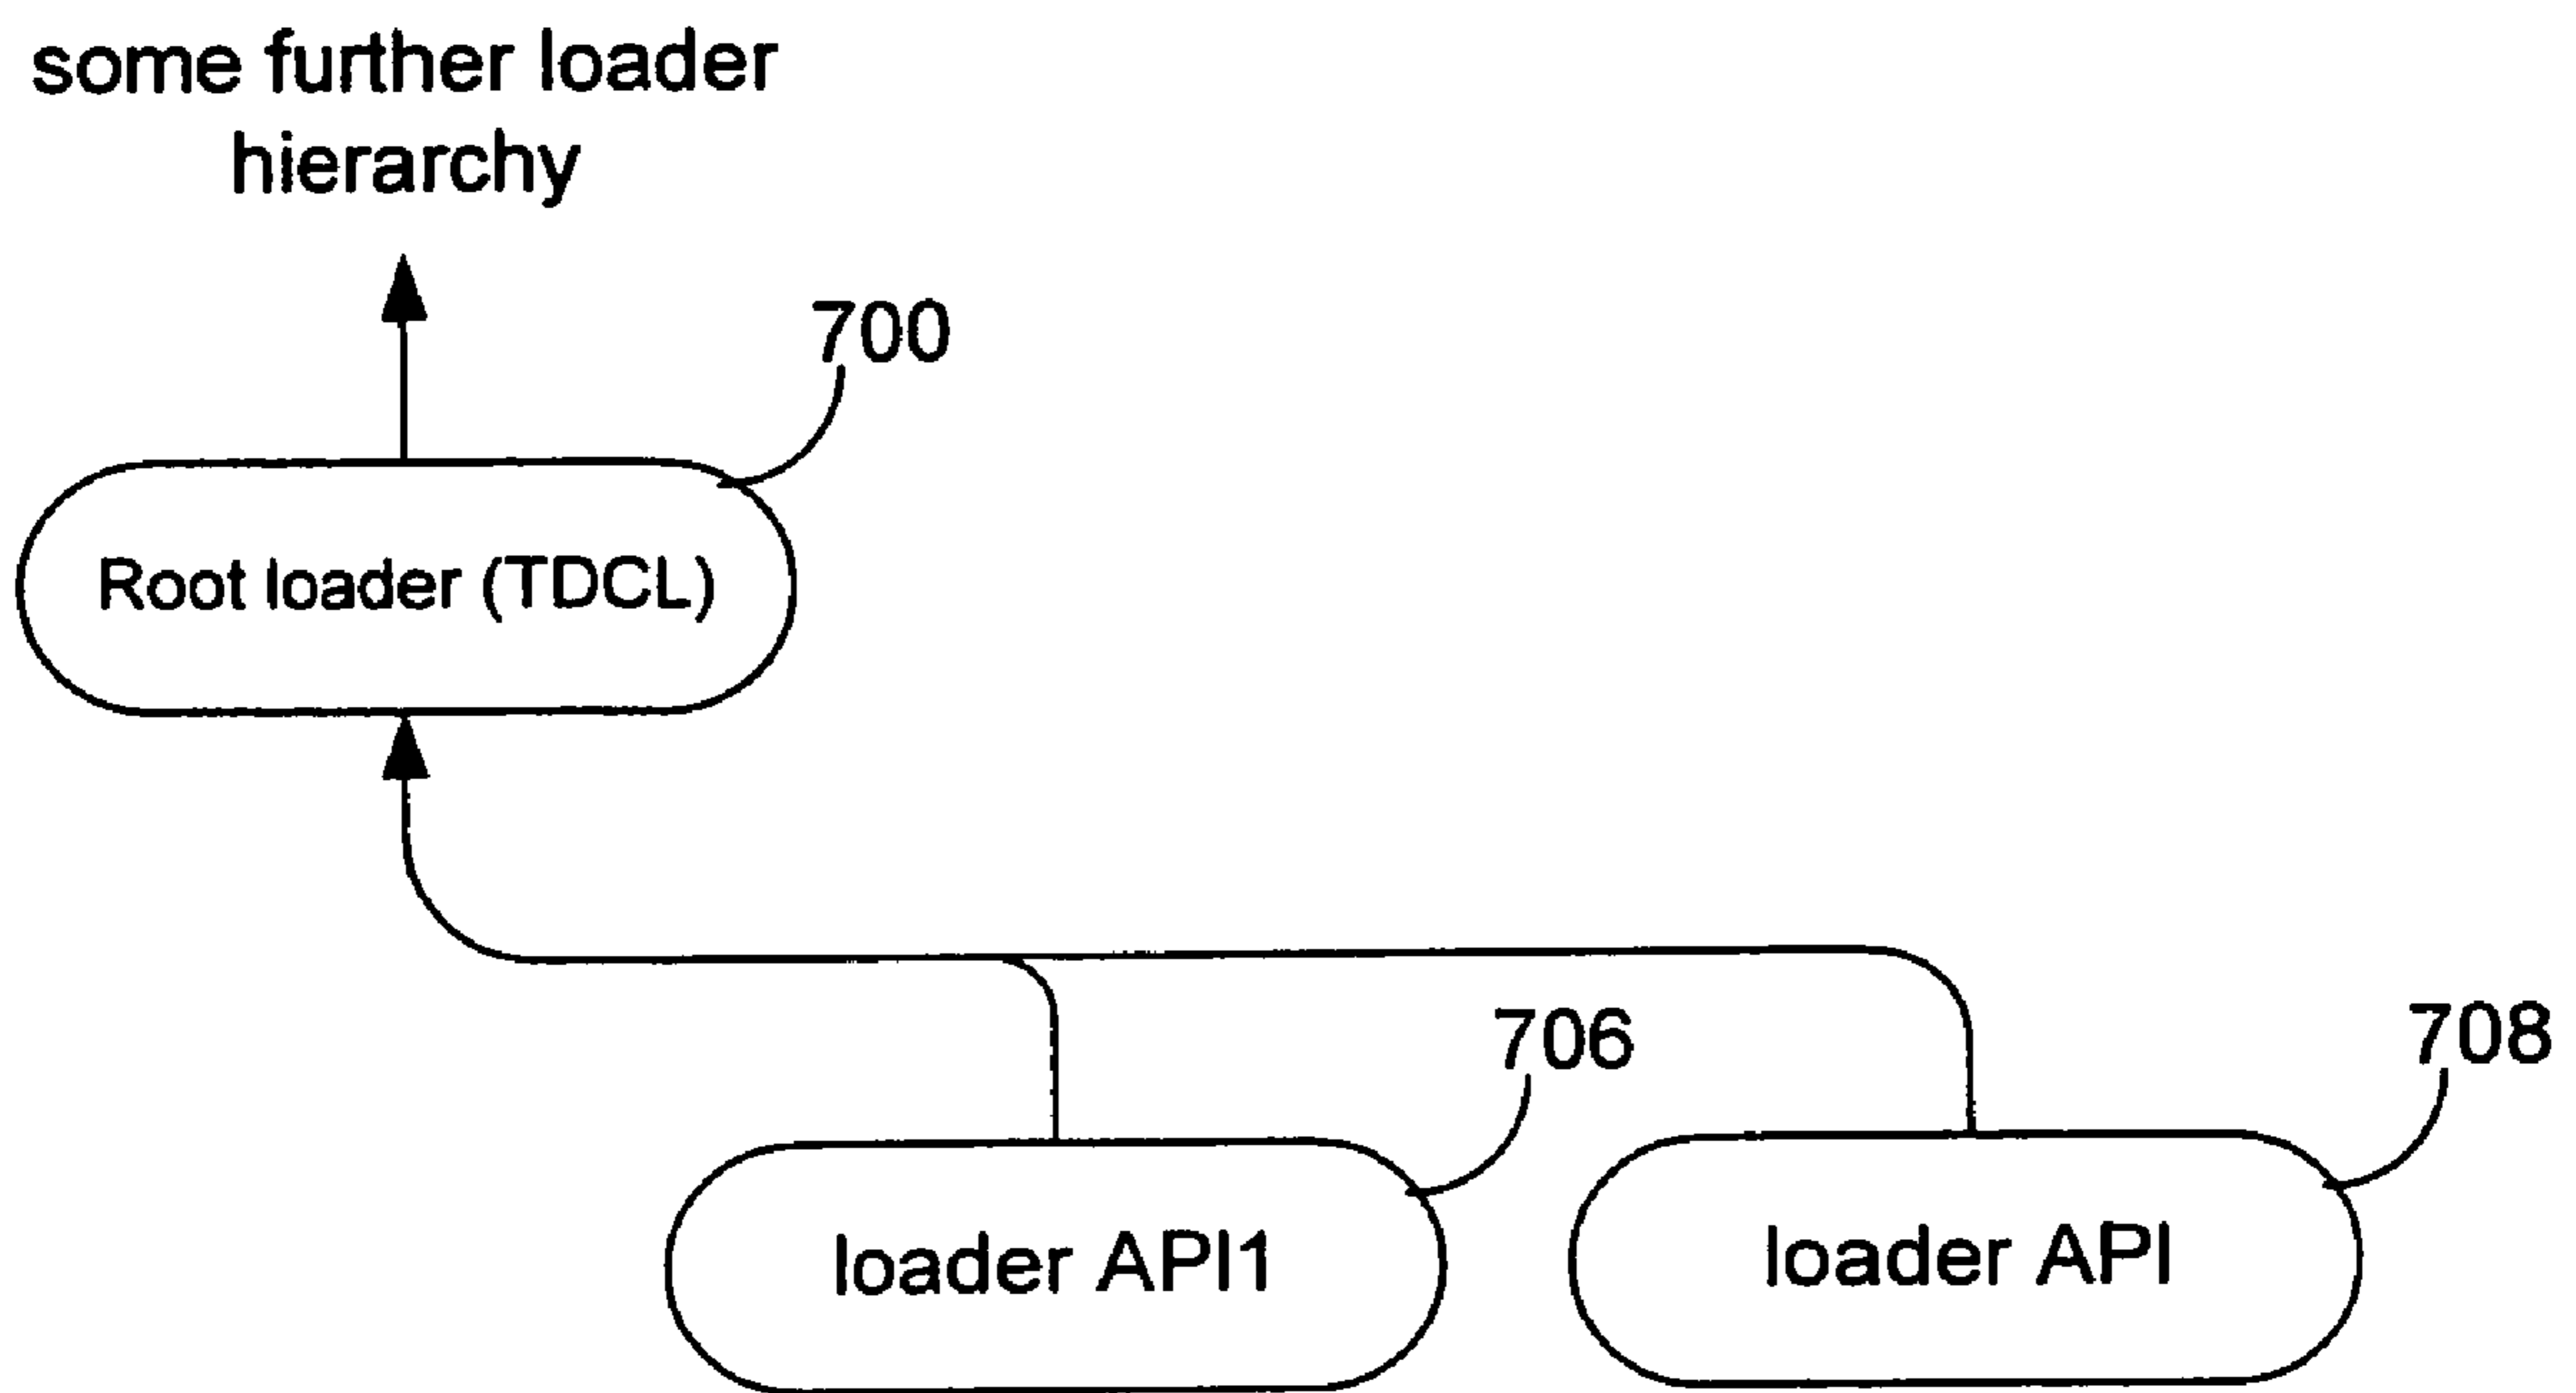 some further loader
hierarchy
700
Root loader (TDCL)
706
708
loader API1
loader API